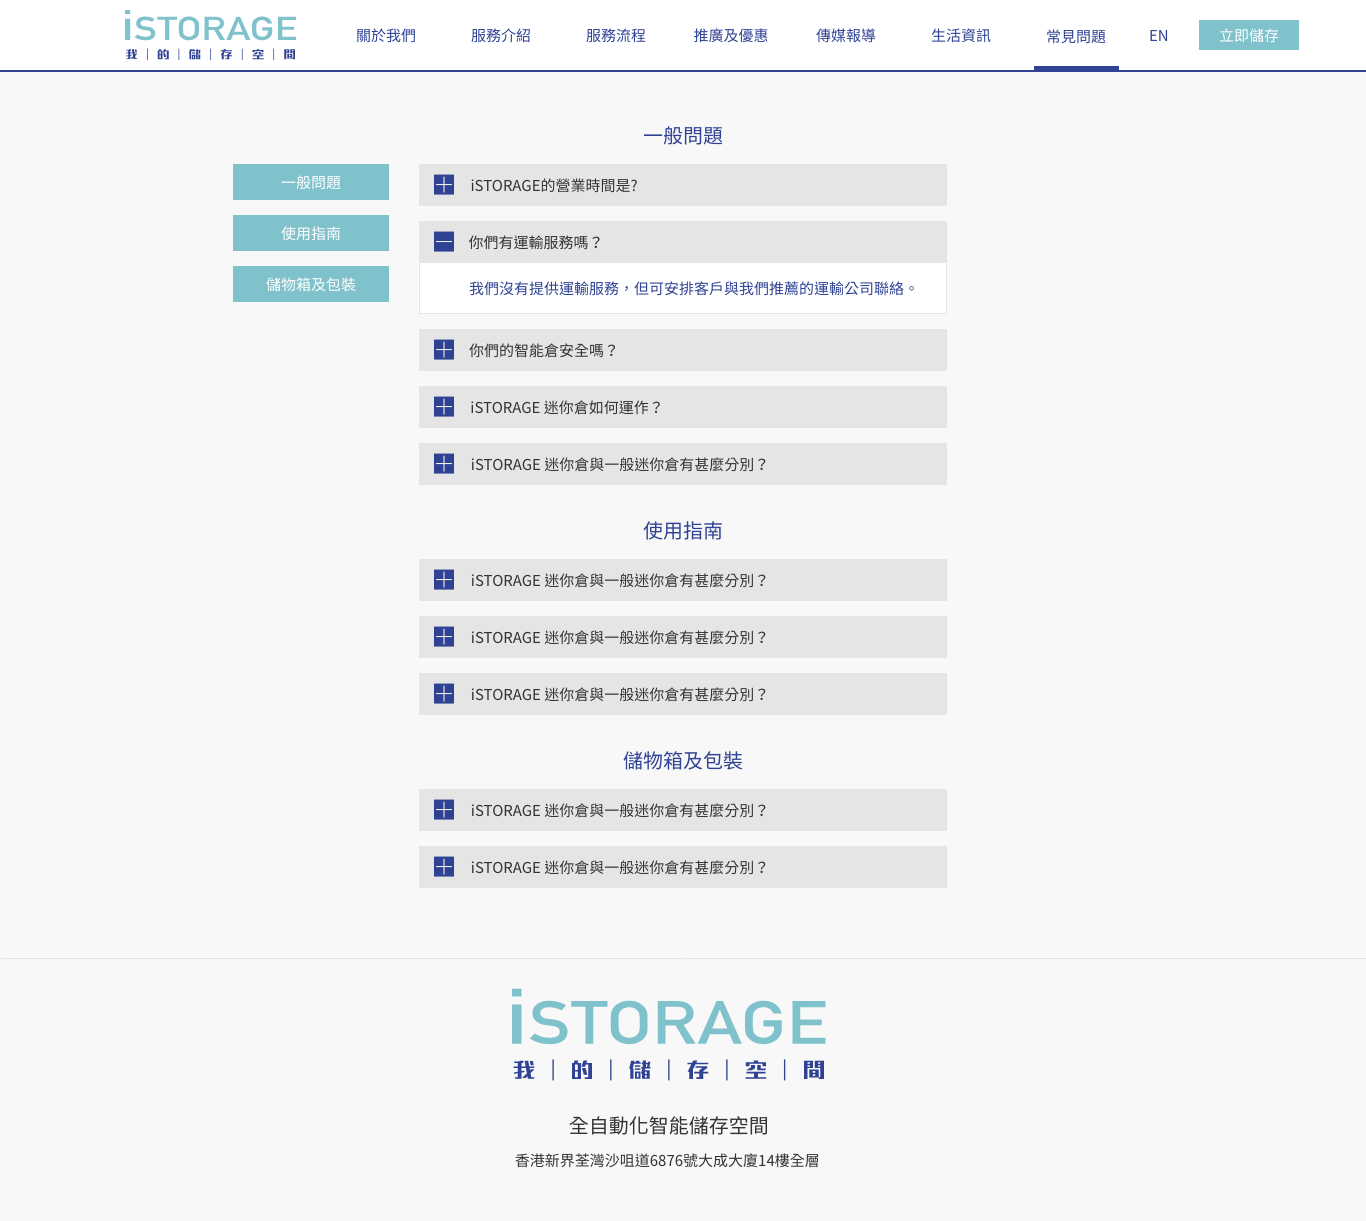 iSTORAGE
我｜的｜儲｜存｜空｜間
關於我們
服務介紹
服務流程
推廣及優惠
傳媒報導
生活資訊
常見問題
EN
立即儲存
一般問題
使用指南
儲物箱及包裝
一般問題
iSTORAGE的營業時間是?
你們有運輸服務嗎？
我們沒有提供運輸服務，但可安排客戶與我們推薦的運輸公司聯絡。
你們的智能倉安全嗎？
iSTORAGE 迷你倉如何運作？
iSTORAGE 迷你倉與一般迷你倉有甚麼分別？
使用指南
iSTORAGE 迷你倉與一般迷你倉有甚麼分別？
iSTORAGE 迷你倉與一般迷你倉有甚麼分別？
iSTORAGE 迷你倉與一般迷你倉有甚麼分別？
儲物箱及包裝
iSTORAGE 迷你倉與一般迷你倉有甚麼分別？
iSTORAGE 迷你倉與一般迷你倉有甚麼分別？
iSTORAGE
我｜的｜儲｜存｜空｜間
全自動化智能儲存空間
香港新界荃灣沙咀道6876號大成大廈14樓全層